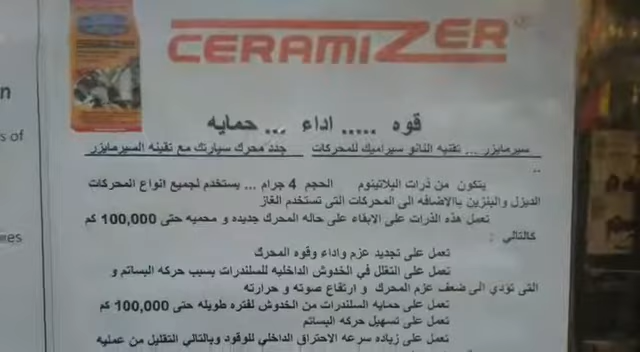 CERAMIZER®
n
قوه ..... اداء ... حمايه
s of
سيرمايزر ... تقنيه النانو سيراميك للمحركات جدد محرك سيارتك مع تقينه السيرمايزر
..
يتكون من ذرات البلاتينوم الحجم 4 جرام ... يستخدم لجميع انواع المحركات
الديزل والبنزين باالاضافه الى المحركات التى تستخدم الغاز
تعمل هذه الذرات على الابقاء على حاله المحرك جديده و محميه حتى 100,000 كم
كالتالي :
تعمل على تجديد عزم واداء وقوه المحرك
تعمل على التقلل في الخدوش الداخليه للسلندرات بسبب حركه البساتم و
التى تؤدي الى ضعف عزم المحرك و ارتفاع صوته و حرارته
تعمل على حمايه السلندرات من الخدوش لفتره طويله حتى 100,000 كم
تعمل على تسهيل حركه البساتم
تعمل على زياده سرعه الاحتراق الداخلي للوقود وبالتالي التقليل من عمليه